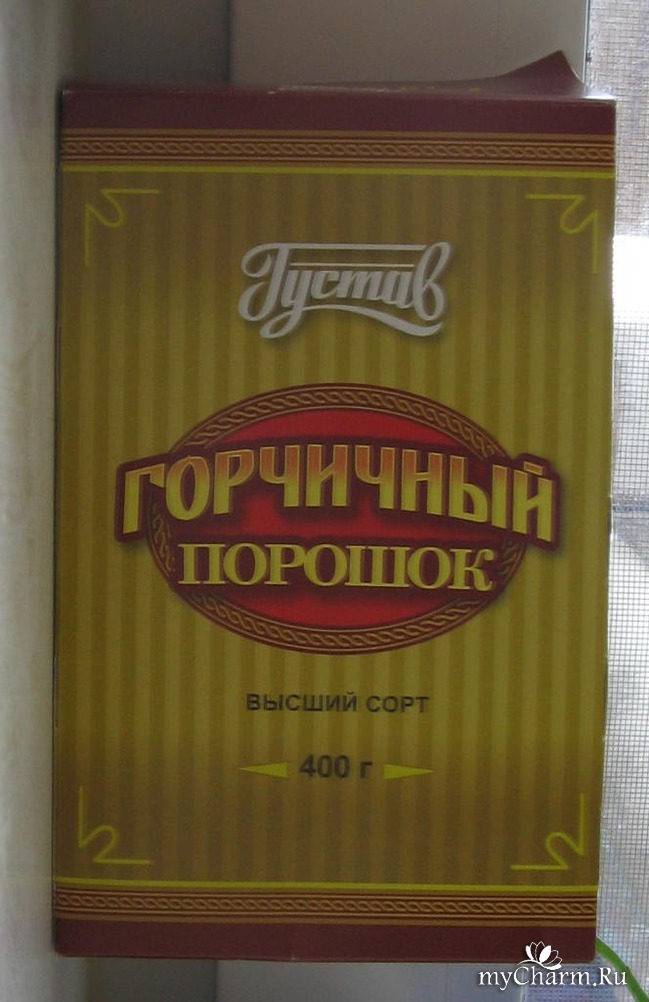 Густав
ГОРЧИЧНЫЙ
ПОРОШОК
ВЫСШИЙ СОРТ
400 г
myCharm.Ru